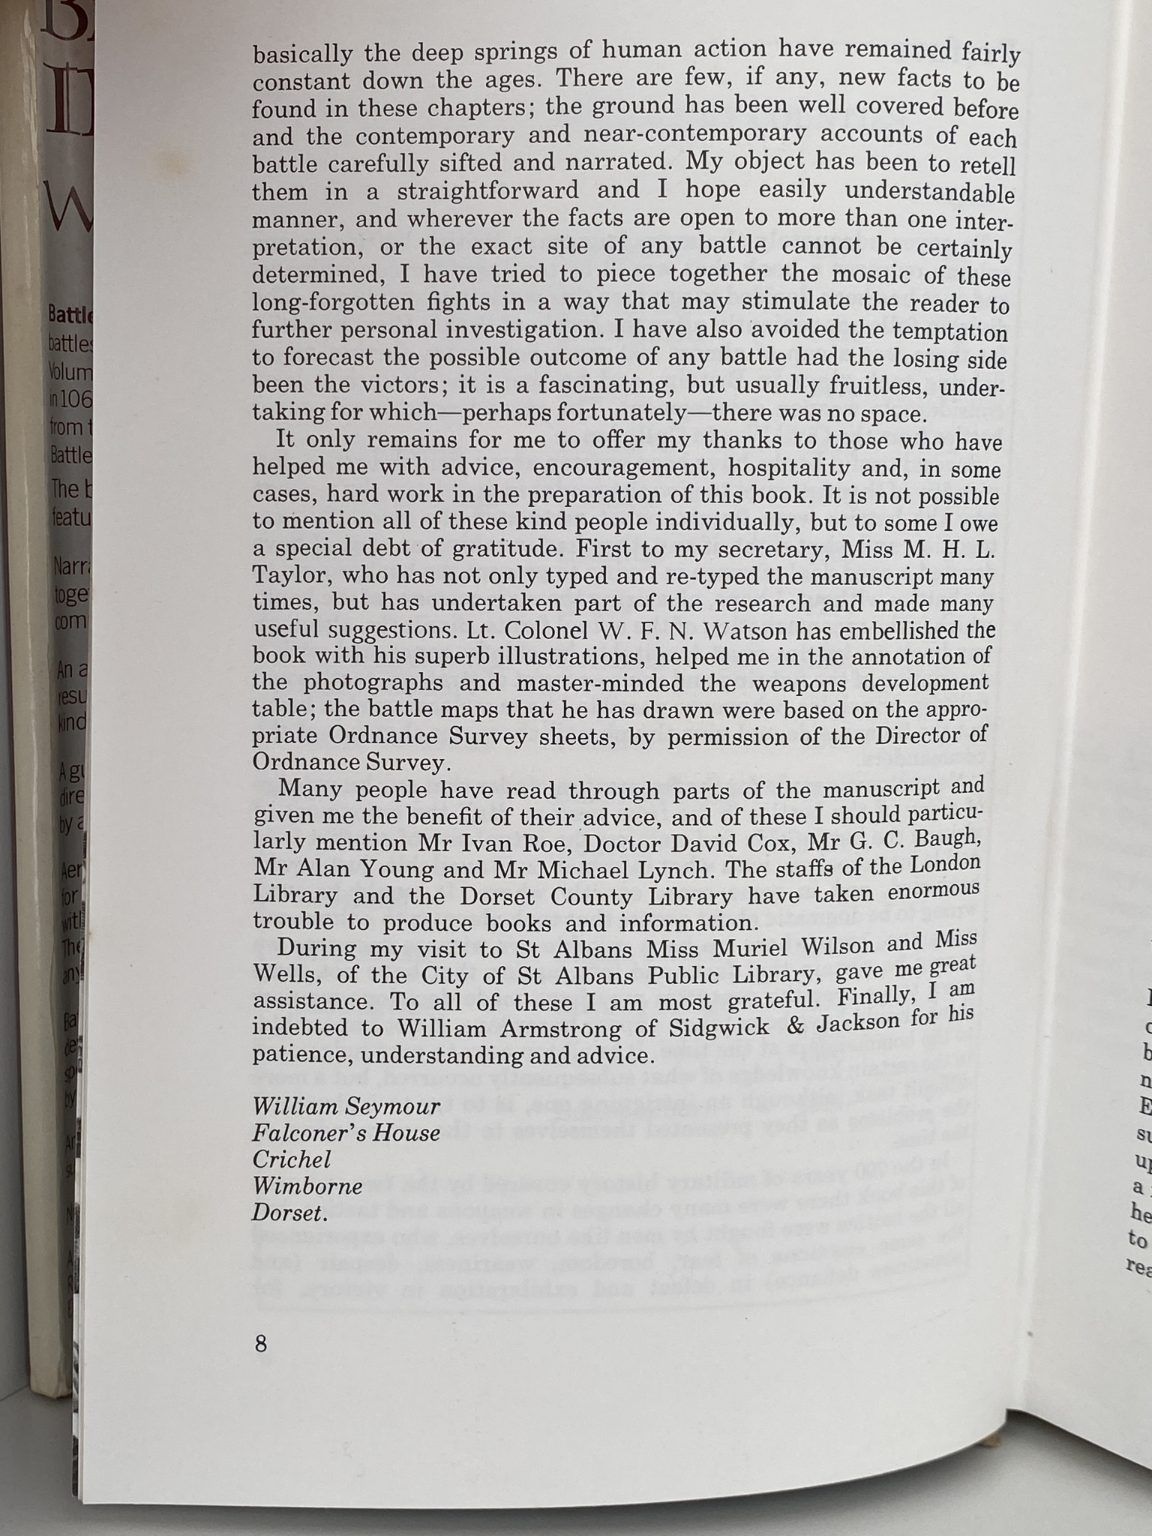 basically the deep springs of human action have remained fairly
constant down the ages. There are few, if any, new facts to be
found in these chapters; the ground has been well covered before
and the contemporary and near-contemporary accounts of each
battle carefully sifted and narrated. My object has been to retell
them in a straightforward and I hope easily understandable
manner, and wherever the facts are open to more than one inter-
pretation, or the exact site of any battle cannot be certainly
determined, I have tried to piece together the mosaic of these
long-forgotten fights in a way that may stimulate the reader to
further personal investigation. I have also avoided the temptation
to forecast the possible outcome of any battle had the losing side
been the victors; it is a fascinating, but usually fruitless, under-
taking for which—perhaps fortunately—there was no space.
It only remains for me to offer my thanks to those who have
helped me with advice, encouragement, hospitality and, in some
cases, hard work in the preparation of this book. It is not possible
to mention all of these kind people individually, but to some I owe
a special debt of gratitude. First to my secretary, Miss M. H. L.
Taylor, who has not only typed and re-typed the manuscript many
times, but has undertaken part of the research and made many
useful suggestions. Lt. Colonel W. F. N. Watson has embellished the
book with his superb illustrations, helped me in the annotation of
the photographs and master-minded the weapons development
table; the battle maps that he has drawn were based on the appro-
priate Ordnance Survey sheets, by permission of the Director of
Ordnance Survey.
Many people have read through parts of the manuscript and
given me the benefit of their advice, and of these I should particu-
larly mention Mr Ivan Roe, Doctor David Cox, Mr G. C. Baugh,
Mr Alan Young and Mr Michael Lynch. The staffs of the London
Library and the Dorset County Library have taken enormous
trouble to produce books and information.
During my visit to St Albans Miss Muriel Wilson and Miss
Wells, of the City of St Albans Public Library, gave me great
assistance. To all of these I am most grateful. Finally, I am
indebted to William Armstrong of Sidgwick & Jackson for his
patience, understanding and advice.
William Seymour
Falconer's House
Crichel
Wimborne
Dorset.
8